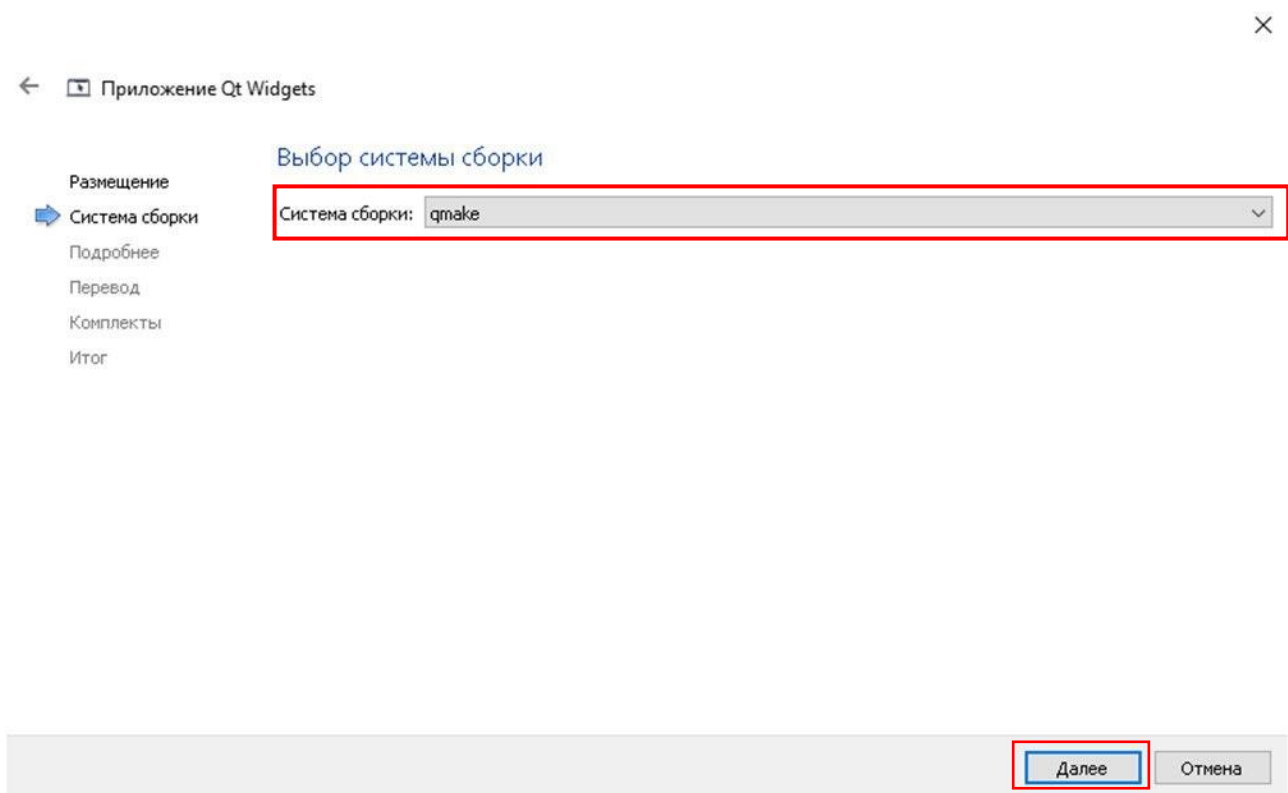 Приложение Qt Widgets
Выбор системы сборки
Размещение
Система сборки
Подробнее
Перевод
Комплекты
Итог
Система сборки: qmake
Далее
Отмена